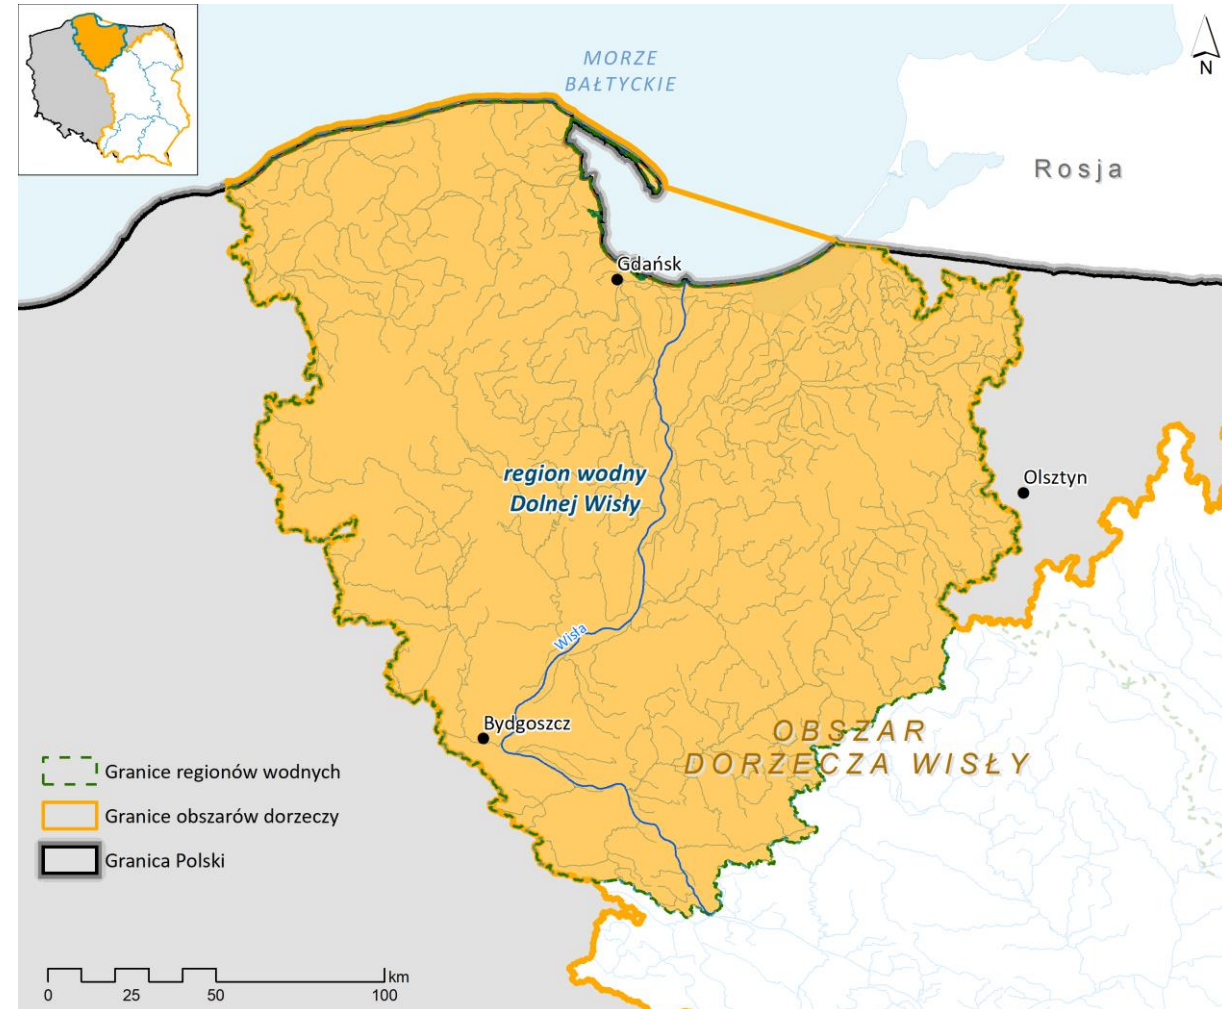 MORZE
BAŁTYCKIE
N
Rosja
Gdańsk
Olsztyn
region wodny
Dolnej Wisły
Wisła
Bydgoszcz
OBSZAR
DORZECZA WISŁY
Granice regionów wodnych
Granice obszarów dorzeczy
Granica Polski
km
0 25 50 100